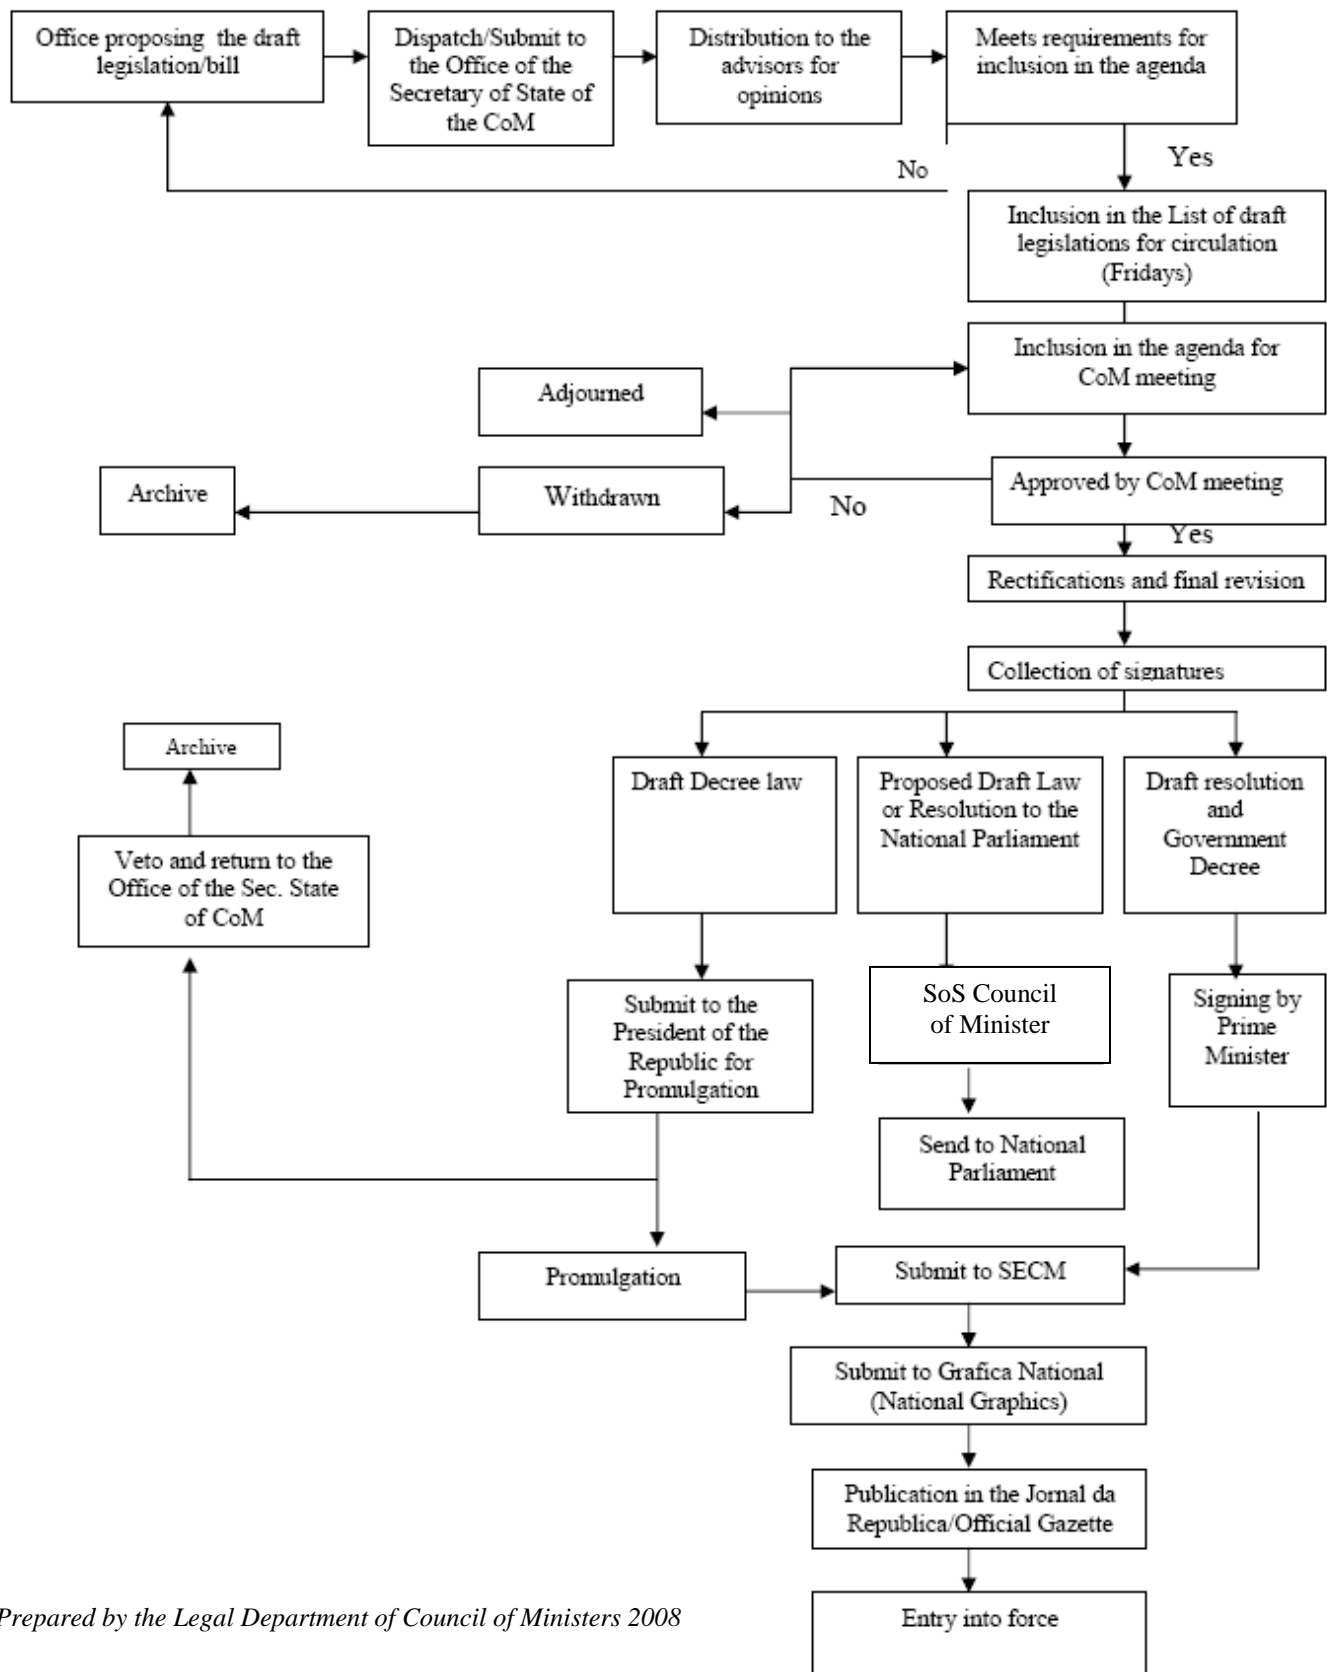 Office proposing the draft
legislation/bill
Dispatch/Submit to
the Office of the
Secretary of State of
the CoM
Distribution to the
advisors for
opinions
Meets requirements for
inclusion in the agenda
No
Yes
Inclusion in the List of draft
legislations for circulation
(Fridays)
Inclusion in the agenda for
CoM meeting
Adjourned
Archive
Withdrawn
No
Approved by CoM meeting
Yes
Rectifications and final revision
Collection of signatures
Archive
Draft Decree law
Proposed Draft Law
or Resolution to the
National Parliament
Draft resolution
and
Government
Decree
Veto and return to the
Office of the Sec. State
of CoM
Submit to the
President of the
Republic for
Promulgation
SoS Council
of Minister
Signing by
Prime
Minister
Send to National
Parliament
Promulgation
Submit to SECM
Submit to Grafica National
(National Graphics)
Publication in the Jornal da
Republica/Official Gazette
Entry into force
Prepared by the Legal Department of Council of Ministers 2008